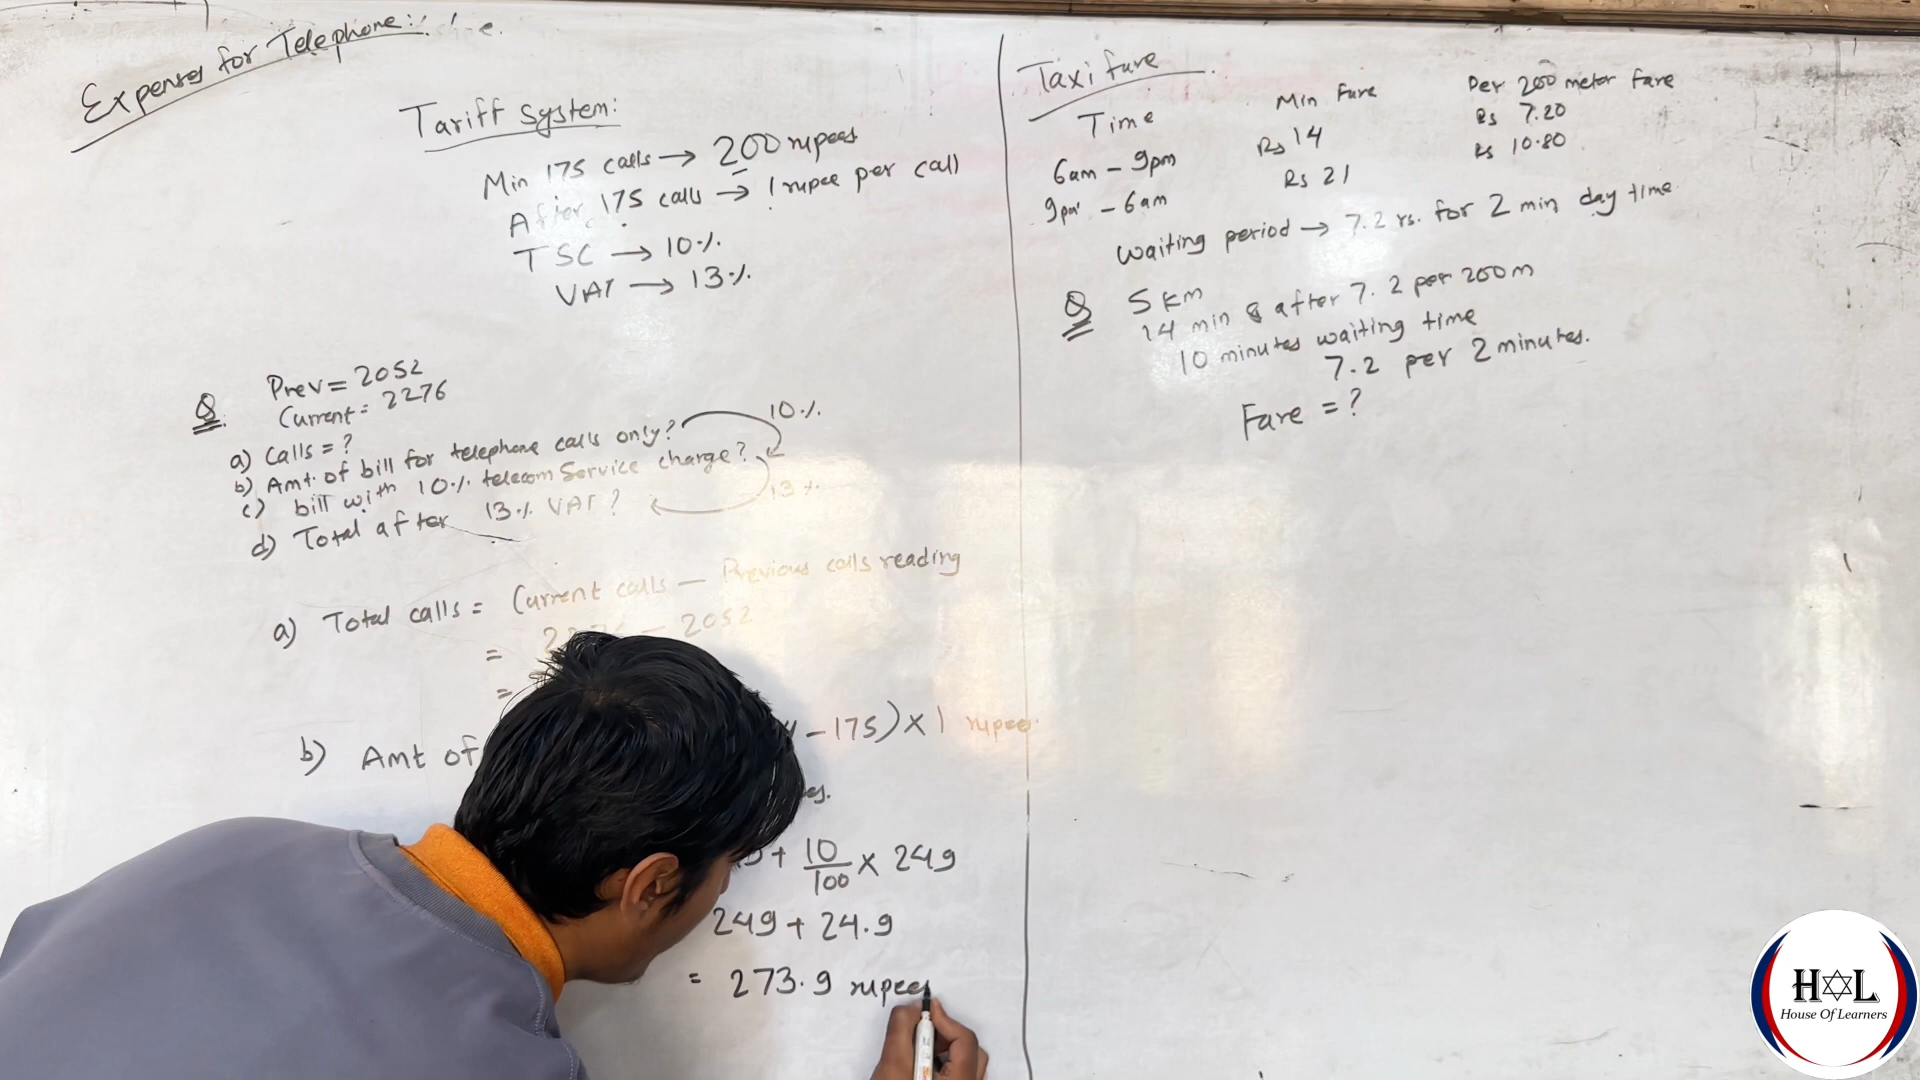 Expenses for Telephone:
Tariff System:
Min 175 calls → 200 rupees
After 175 calls → 1 rupee per call
TSC → 10%
VAT → 13%
Q. Prev = 2052
Current = 2276
a) Calls = ?
b) Amt. of bill for telephone calls only?
c) bill with 10% telecom Service charge?
d) Total after 13% VAT ?
10%
13%
a) Total calls = Current calls – Previous calls reading
= 2276 – 2052
=
b) Amt of – 175) × 1 rupee
+ 10/100 × 249
249 + 24.9
= 273.9 rupees
Taxi fare
Time Min Fare Per 200 meter fare
6am – 9pm Rs 14 Rs 7.20
9pm – 6am Rs 21 Rs 10.80
Waiting period → 7.2 rs. for 2 min day time
Q 5 km
14 min & after 7.2 per 200m
10 minutes waiting time
7.2 per 2 minutes.
Fare = ?
H L
House Of Learners